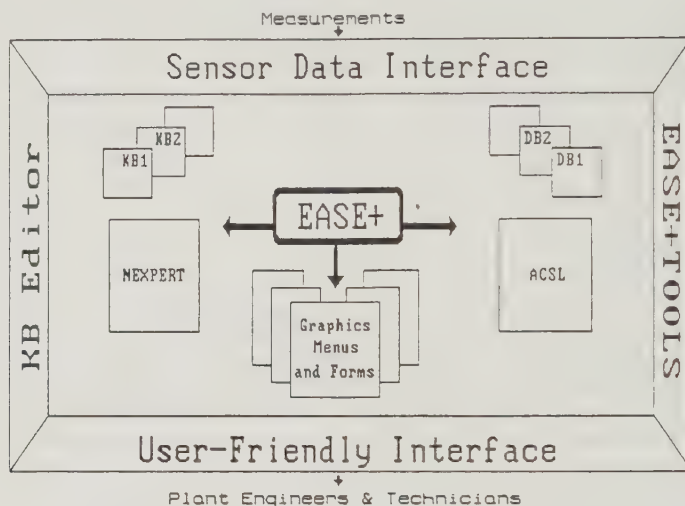 Measurements
Sensor Data Interface
KB Editor
KB2
KB1
DB2
DB1
EASE+
NEXPERT
ACSL
Graphics
Menus
and Forms
EASE+TOOLS
User-Friendly Interface
Plant Engineers & Technicians